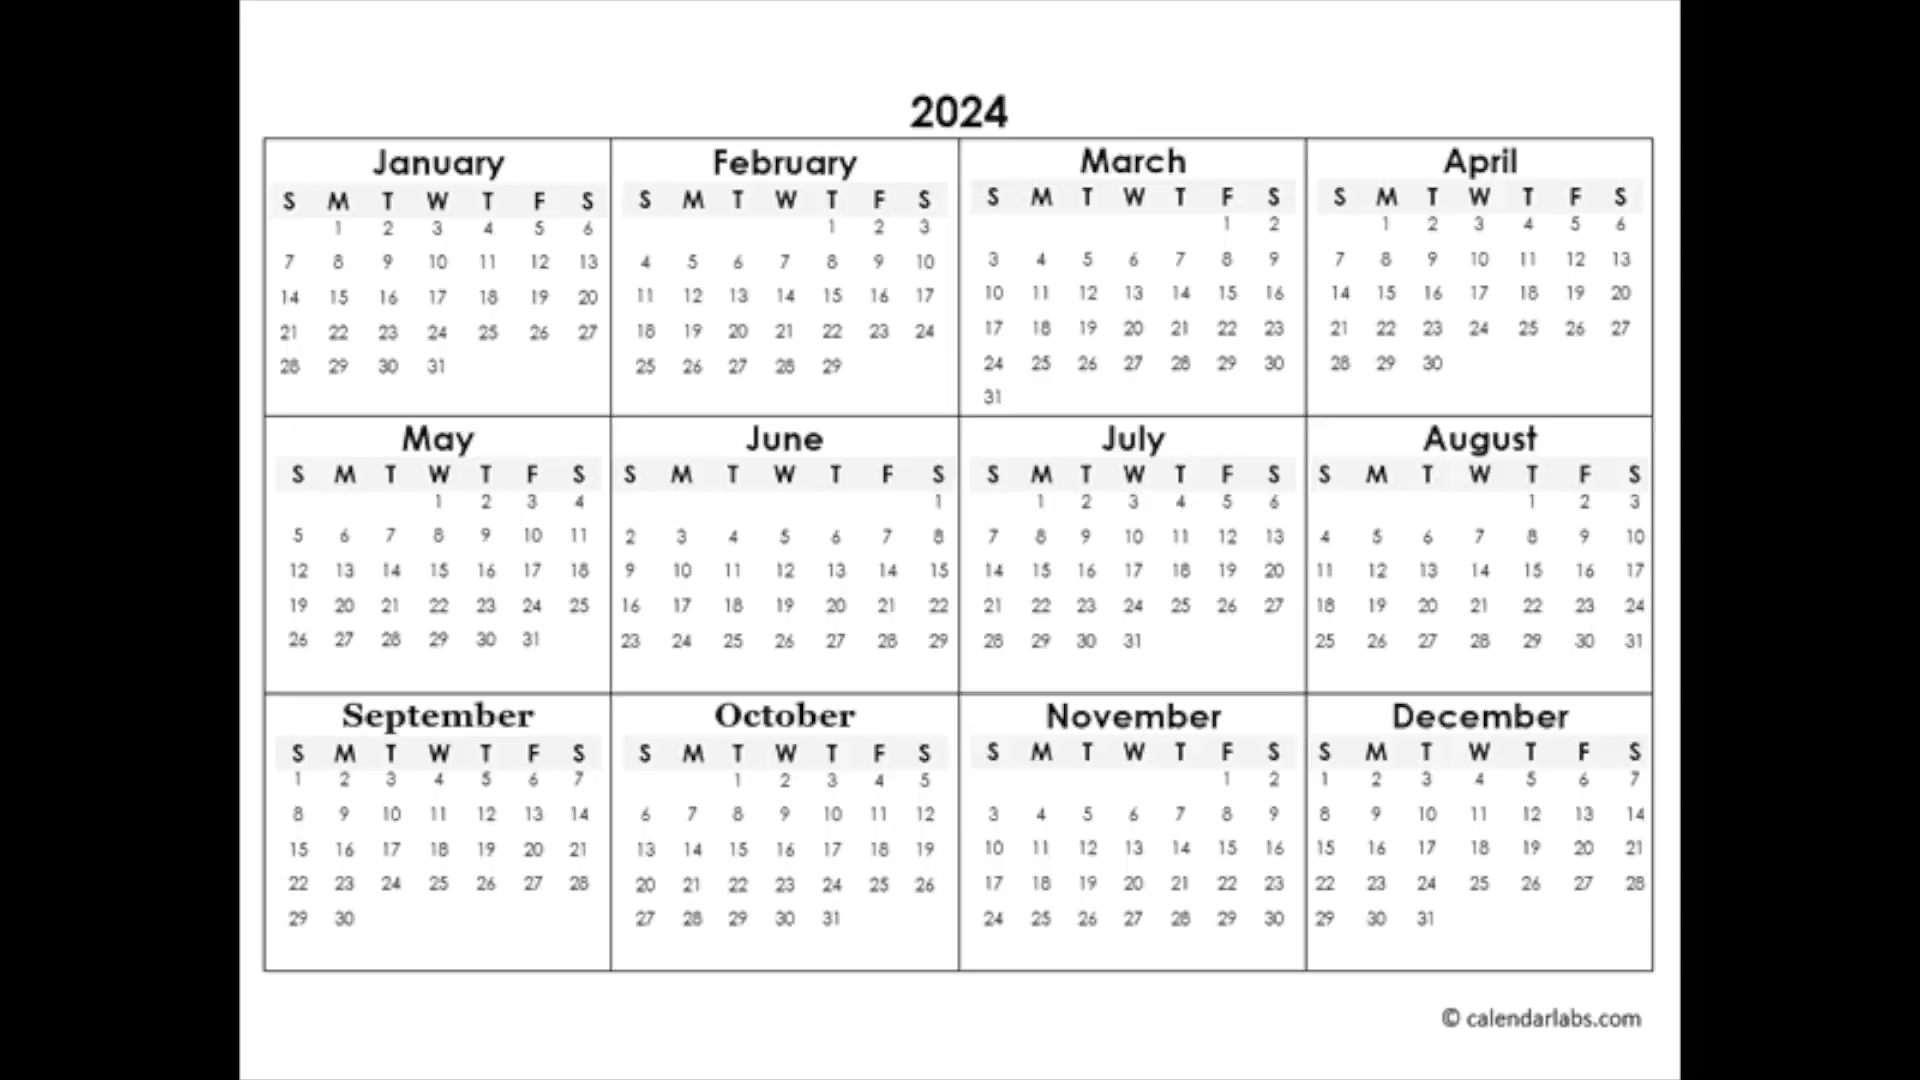 2024
January
S M T W T F S
1 2 3 4 5 6
7 8 9 10 11 12 13
14 15 16 17 18 19 20
21 22 23 24 25 26 27
28 29 30 31
February
S M T W T F S
1 2 3
4 5 6 7 8 9 10
11 12 13 14 15 16 17
18 19 20 21 22 23 24
25 26 27 28 29
March
S M T W T F S
1 2
3 4 5 6 7 8 9
10 11 12 13 14 15 16
17 18 19 20 21 22 23
24 25 26 27 28 29 30
31
April
S M T W T F S
1 2 3 4 5 6
7 8 9 10 11 12 13
14 15 16 17 18 19 20
21 22 23 24 25 26 27
28 29 30
May
S M T W T F S
1 2 3 4
5 6 7 8 9 10 11
12 13 14 15 16 17 18
19 20 21 22 23 24 25
26 27 28 29 30 31
June
S M T W T F S
1
2 3 4 5 6 7 8
9 10 11 12 13 14 15
16 17 18 19 20 21 22
23 24 25 26 27 28 29
July
S M T W T F S
1 2 3 4 5 6
7 8 9 10 11 12 13
14 15 16 17 18 19 20
21 22 23 24 25 26 27
28 29 30 31
August
S M T W T F S
1 2 3
4 5 6 7 8 9 10
11 12 13 14 15 16 17
18 19 20 21 22 23 24
25 26 27 28 29 30 31
September
S M T W T F S
1 2 3 4 5 6 7
8 9 10 11 12 13 14
15 16 17 18 19 20 21
22 23 24 25 26 27 28
29 30
October
S M T W T F S
1 2 3 4 5
6 7 8 9 10 11 12
13 14 15 16 17 18 19
20 21 22 23 24 25 26
27 28 29 30 31
November
S M T W T F S
1 2
3 4 5 6 7 8 9
10 11 12 13 14 15 16
17 18 19 20 21 22 23
24 25 26 27 28 29 30
December
S M T W T F S
1 2 3 4 5 6 7
8 9 10 11 12 13 14
15 16 17 18 19 20 21
22 23 24 25 26 27 28
29 30 31
© calendarlabs.com